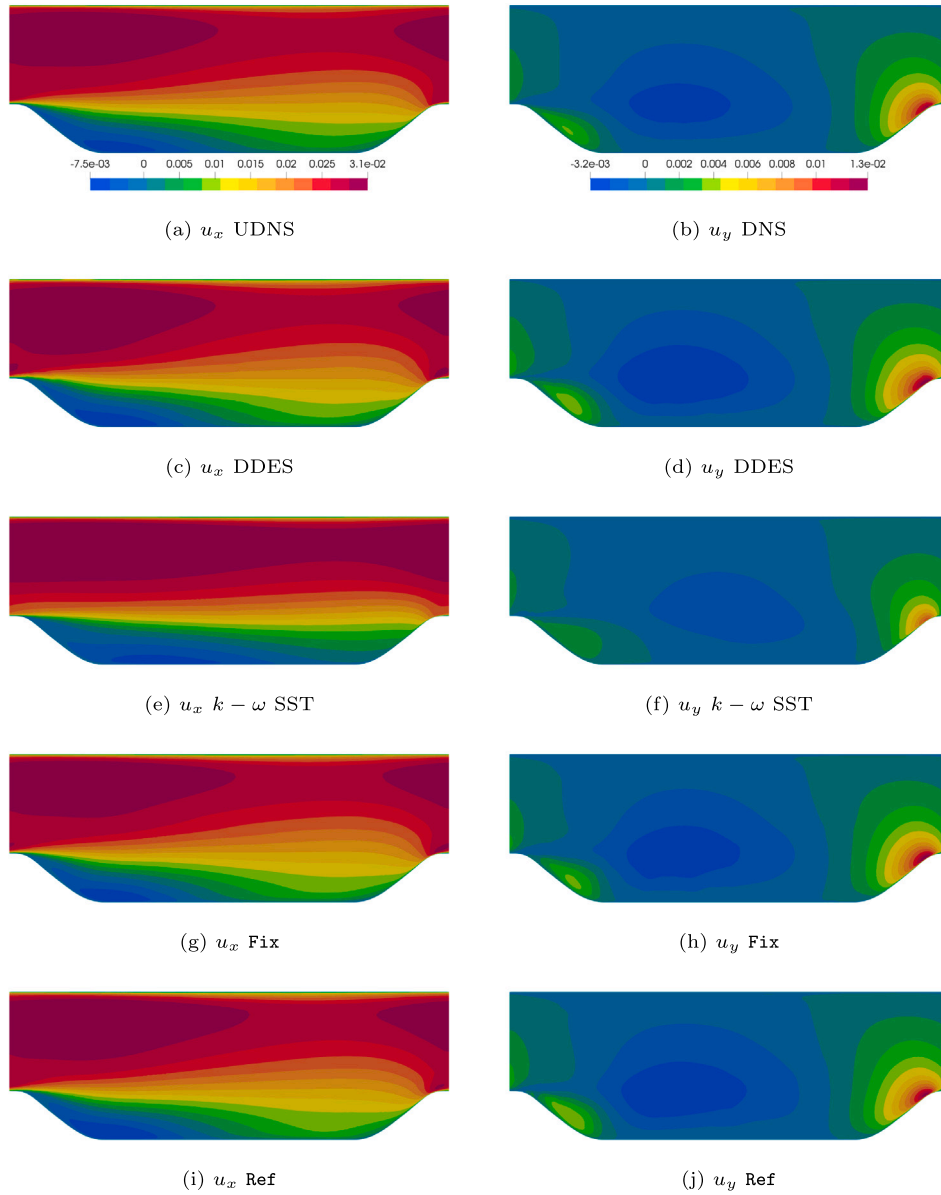 -7.5e-03 0 0.005 0.01 0.015 0.02 0.025 3.1e-02
-3.2e-03 0 0.002 0.004 0.006 0.008 0.01 1.3e-02
(a) u_x UDNS
(b) u_y DNS
(c) u_x DDES
(d) u_y DDES
(e) u_x k − ω SST
(f) u_y k − ω SST
(g) u_x Fix
(h) u_y Fix
(i) u_x Ref
(j) u_y Ref